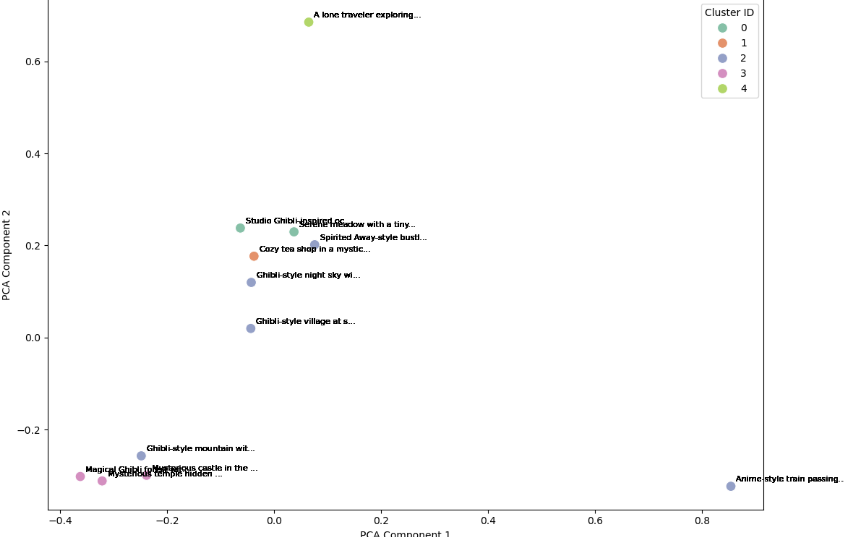 A lone traveler exploring...
Cluster ID
0
1
2
3
4
0.6
0.4
Studio Ghibli-inspired oc...
Serene meadow with a tiny...
Spirited Away-style bustl...
0.2
Cozy tea shop in a mystic...
Ghibli-style night sky wi...
Ghibli-style village at s...
0.0
PCA Component 2
−0.2
Ghibli-style mountain wit...
Mysterious castle in the ...
Magical Ghibli
Mysterious temple hidden ...
Anime-style train passing...
−0.4
−0.2
0.0
0.2
0.4
0.6
0.8
PCA Component 1